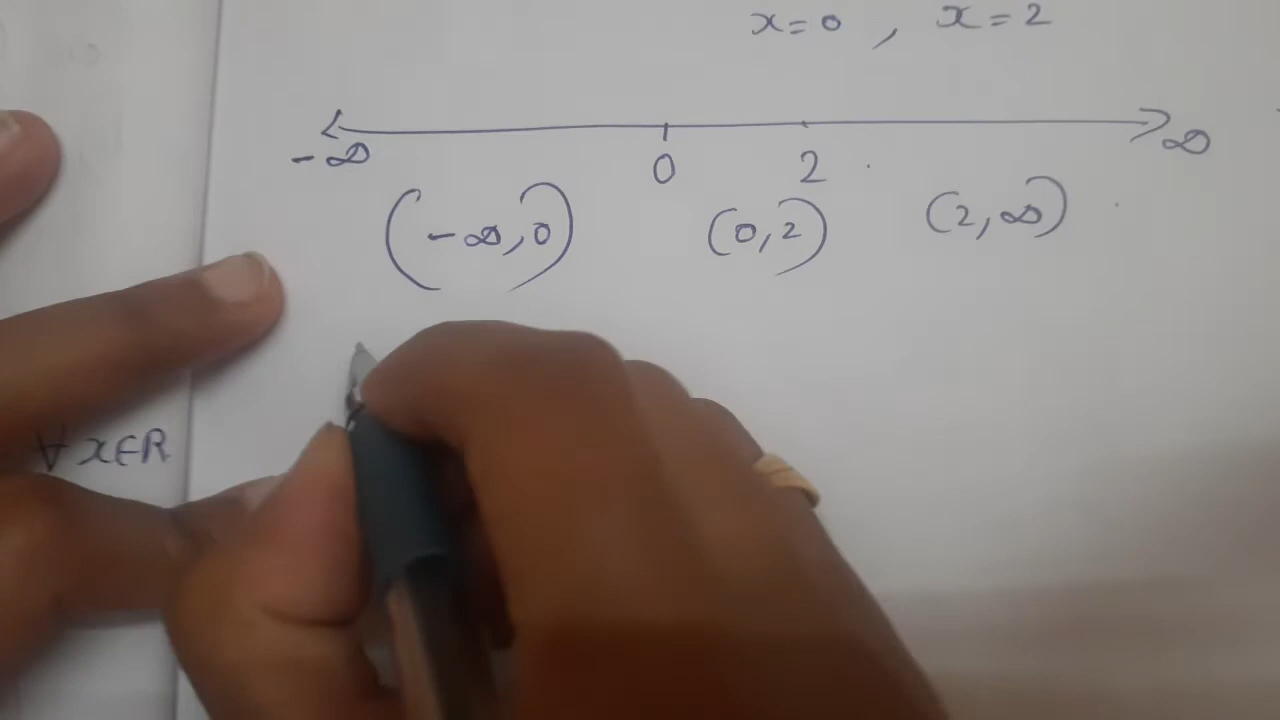 x=0 , x=2
-∞ 0 2 ∞
(-∞,0) (0,2) (2,∞)
∀ x∈R